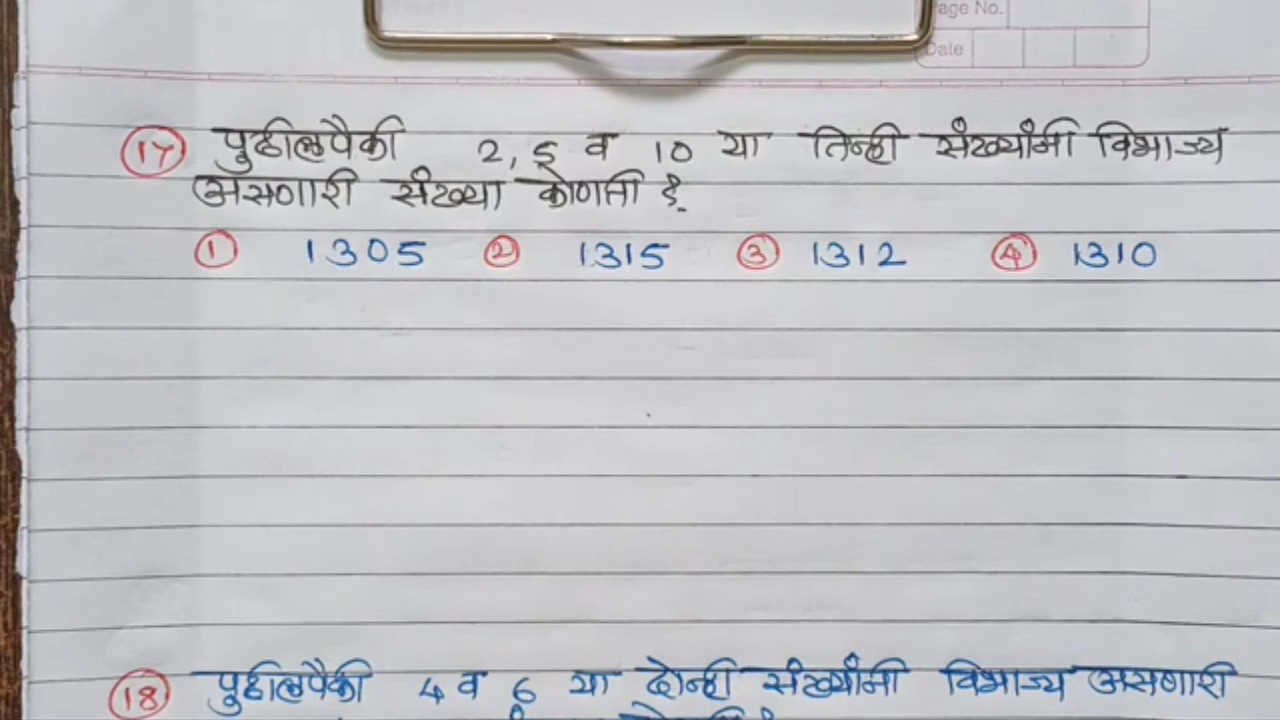 Page No.
Date
17 पुढीलपैकी 2, 5 व 10 या तिन्ही संख्यांनी विभाज्य
असणारी संख्या कोणती ?
1 1305 2 1315 3 1312 4 1310
18 पुढीलपैकी 4 व 6 या दोन्ही संख्यांनी विभाज्य असणारी